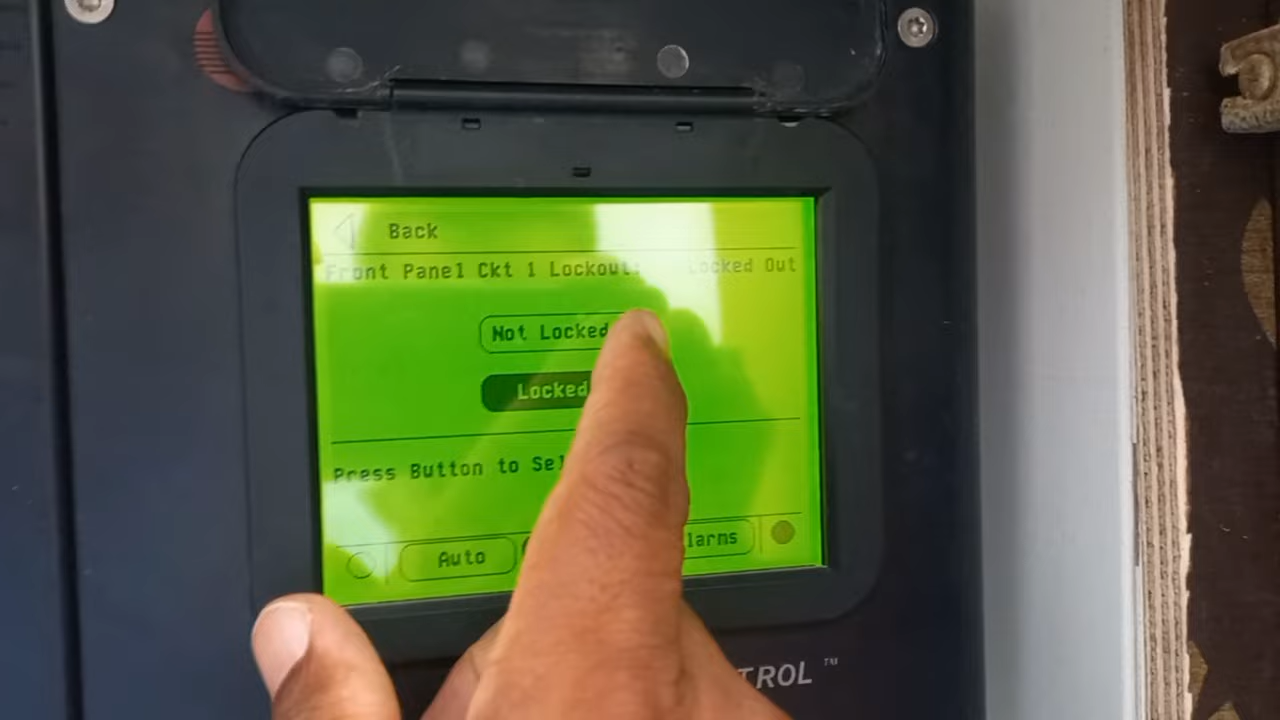 Back
Front Panel Ckt 1 Lockout: Locked Out
Not Locked
Locked
Press Button to Sel
Auto
larms
TROL ™